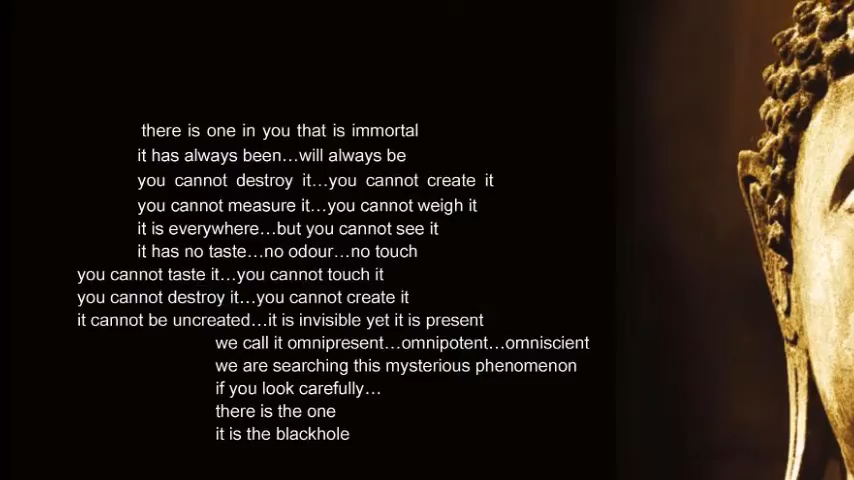 there is one in you that is immortal
it has always been...will always be
you cannot destroy it...you cannot create it
you cannot measure it...you cannot weigh it
it is everywhere...but you cannot see it
it has no taste...no odour...no touch
you cannot taste it...you cannot touch it
you cannot destroy it...you cannot create it
it cannot be uncreated...it is invisible yet it is present
we call it omnipresent...omnipotent...omniscient
we are searching this mysterious phenomenon
if you look carefully...
there is the one
it is the blackhole